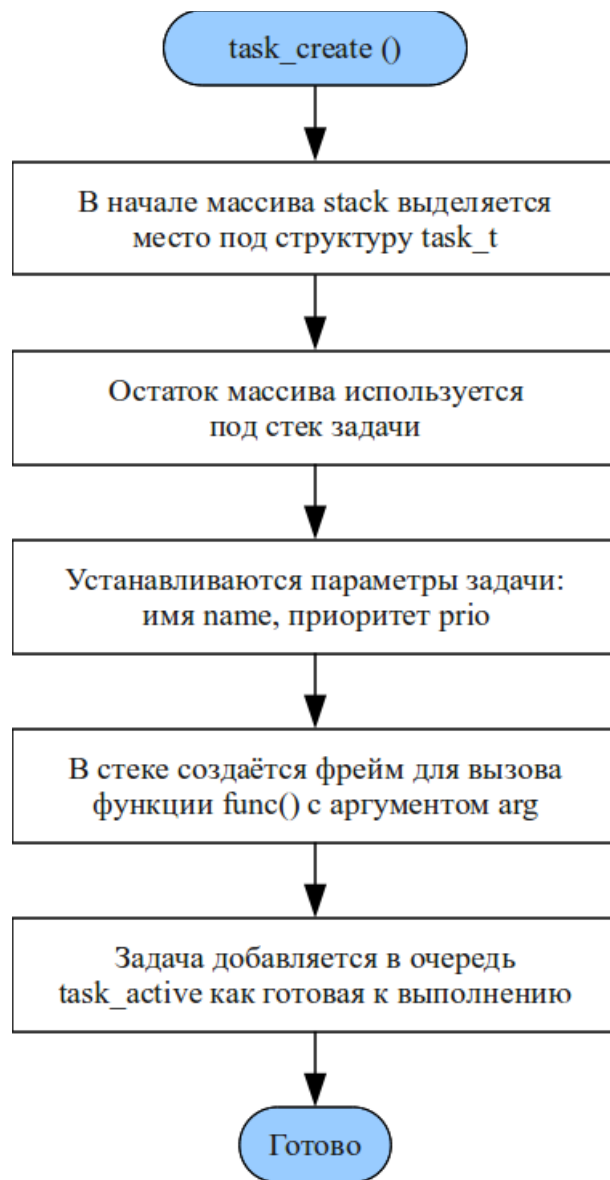 task_create ()
В начале массива stack выделяется
место под структуру task_t
Остаток массива используется
под стек задачи
Устанавливаются параметры задачи:
имя name, приоритет prio
В стеке создаётся фрейм для вызова
функции func() с аргументом arg
Задача добавляется в очередь
task_active как готовая к выполнению
Готово